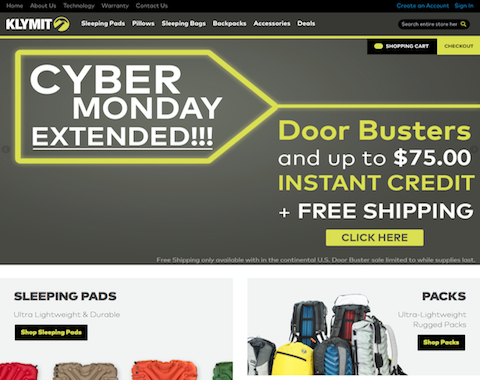 Home About Us Technology Warranty Contact Us Create an Account Sign In
KLYMIT Sleeping Pads Pillows Sleeping Bags Backpacks Accessories Deals Search entire store her
SHOPPING CART CHECKOUT
CYBER
MONDAY
EXTENDED!!!
Door Busters
and up to $75.00
INSTANT CREDIT
+ FREE SHIPPING
CLICK HERE
Free Shipping only available with in the continental U.S. Door Buster sale limited to while supplies last.
SLEEPING PADS
Ultra Lightweight & Durable
Shop Sleeping Pads
PACKS
Ultra-Lightweight
Rugged Packs
Shop Packs